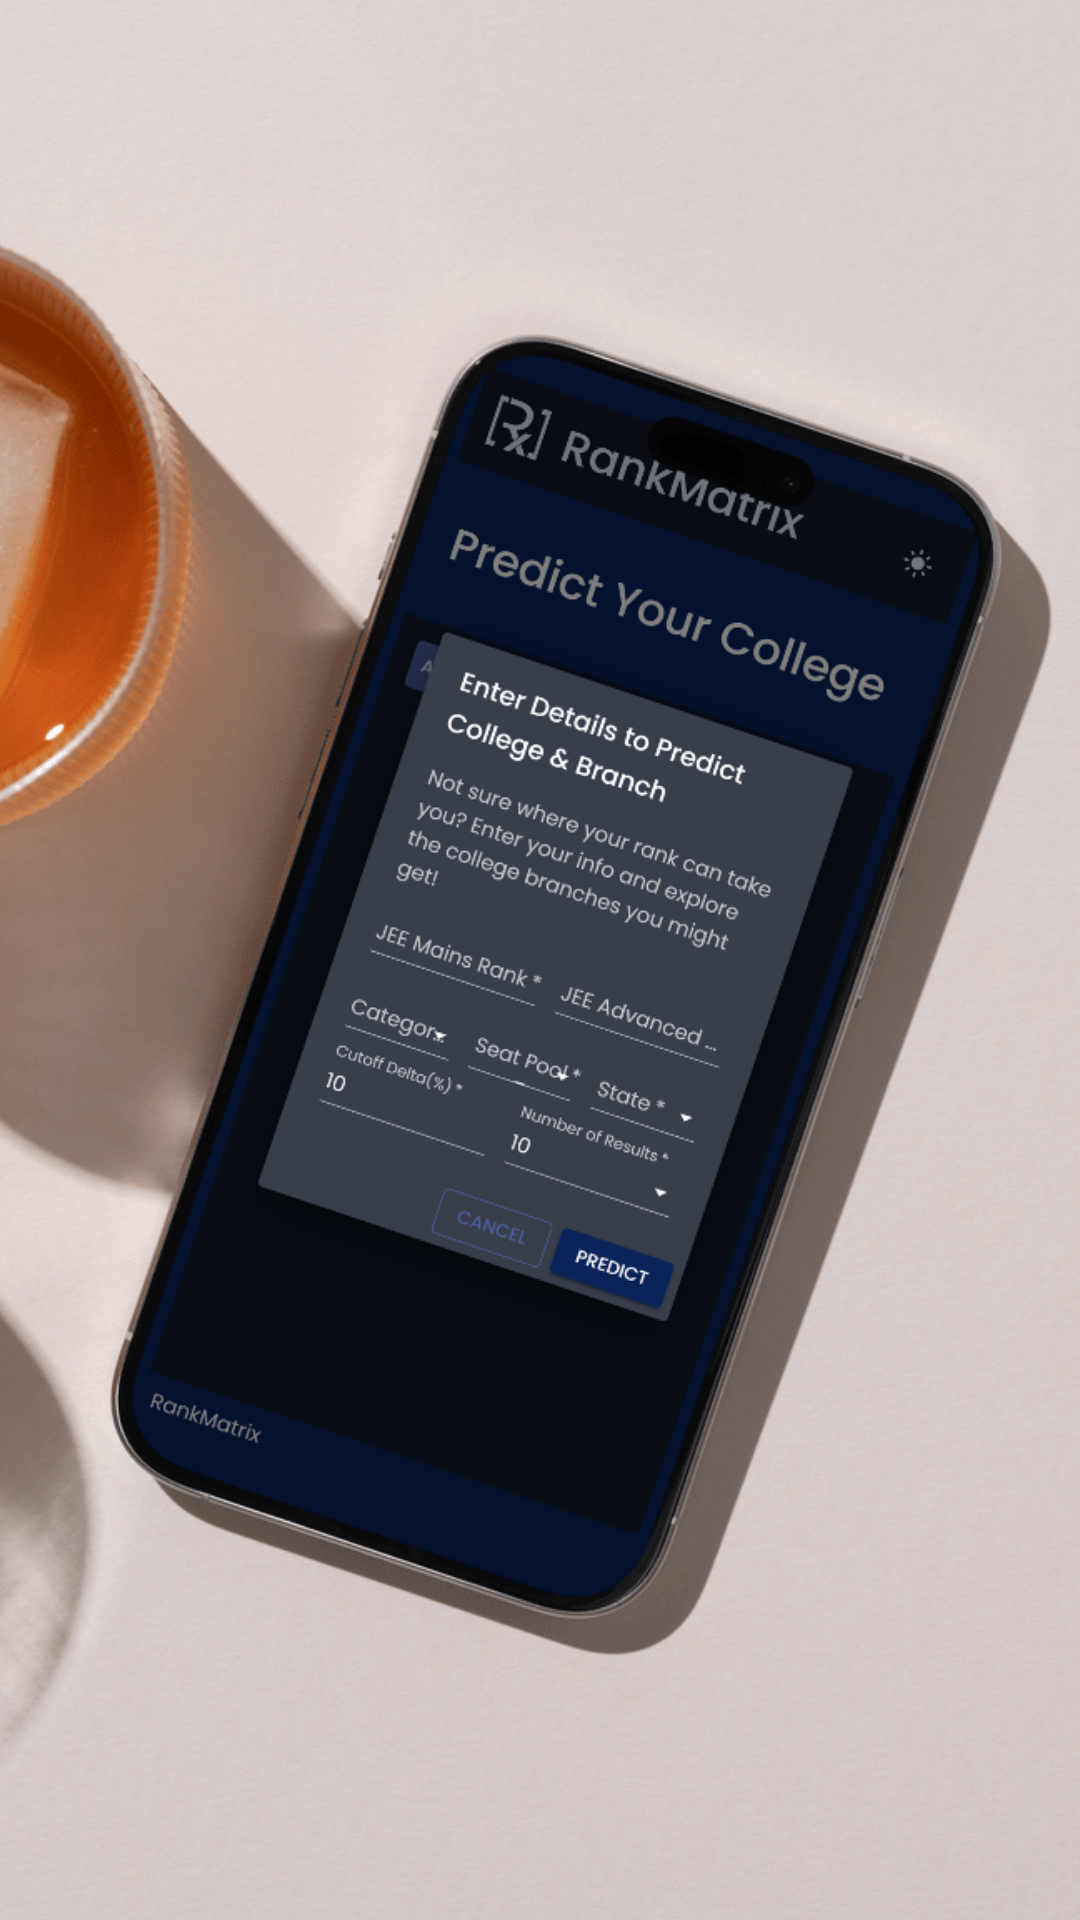 RankMatrix
Predict Your College
Enter Details to Predict
College & Branch
Not sure where your rank can take
you? Enter your info and explore
the college branches you might
get!
JEE Mains Rank *
JEE Advanced ...
Categor...
Seat Pool *
State *
Cutoff Delta(%) *
10
Number of Results *
10
CANCEL
PREDICT
RankMatrix